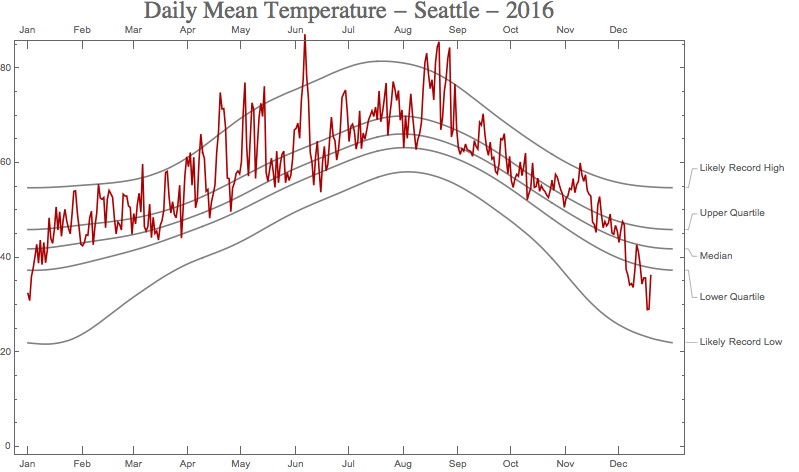 Daily Mean Temperature – Seattle – 2016
Jan Feb Mar Apr May Jun Jul Aug Sep Oct Nov Dec
80
60
40
20
0
Likely Record High
Upper Quartile
Median
Lower Quartile
Likely Record Low
Jan Feb Mar Apr May Jun Jul Aug Sep Oct Nov Dec